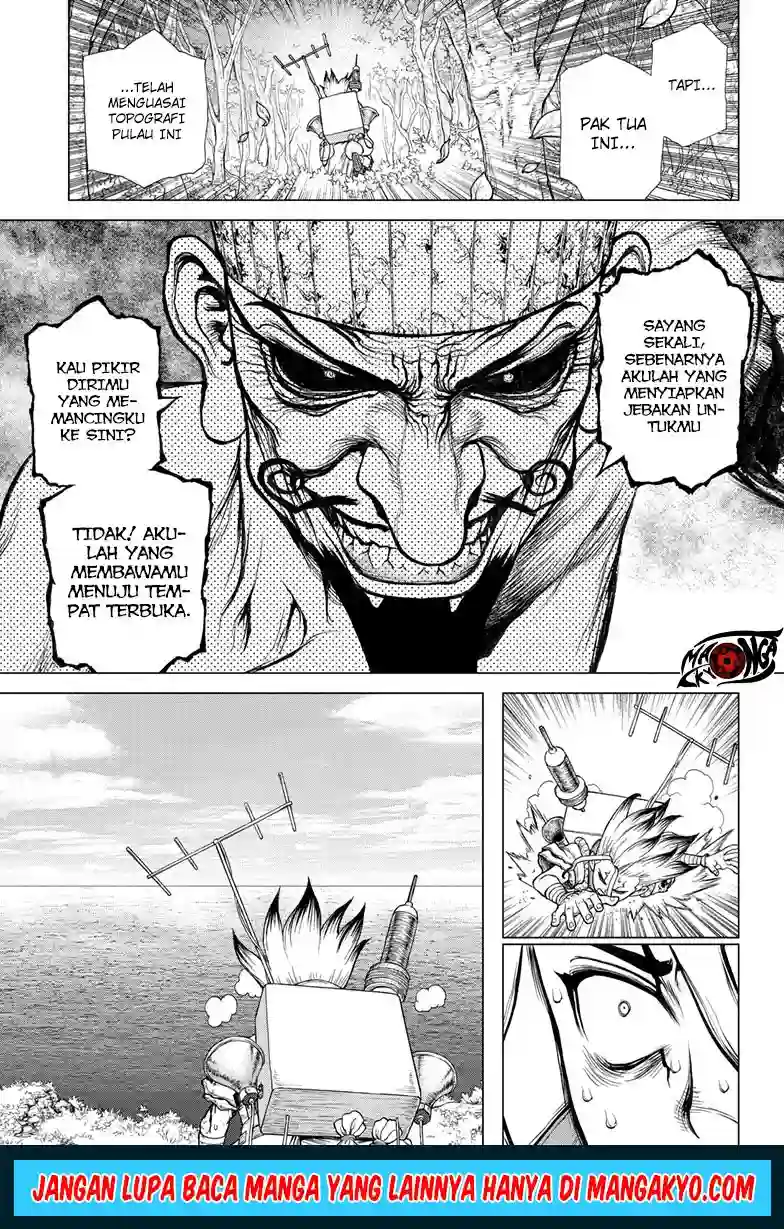 TAPI...
PAK TUA
INI...
...TELAH
MENGUASAI
TOPOGRAFI
PULAU INI
SAYANG
SEKALI,
SEBENARNYA
AKULAH YANG
MENYIAPKAN
JEBAKAN UN-
TUKMU
KAU PIKIR
DIRIMU
YANG ME-
MANCINGKU
KE SINI?
TIDAK! AKU-
LAH YANG
MEMBAWAMU
MENUJU TEM-
PAT TERBUKA.
MANGAKYO
JANGAN LUPA BACA MANGA YANG LAINNYA HANYA DI MANGAKYO.COM